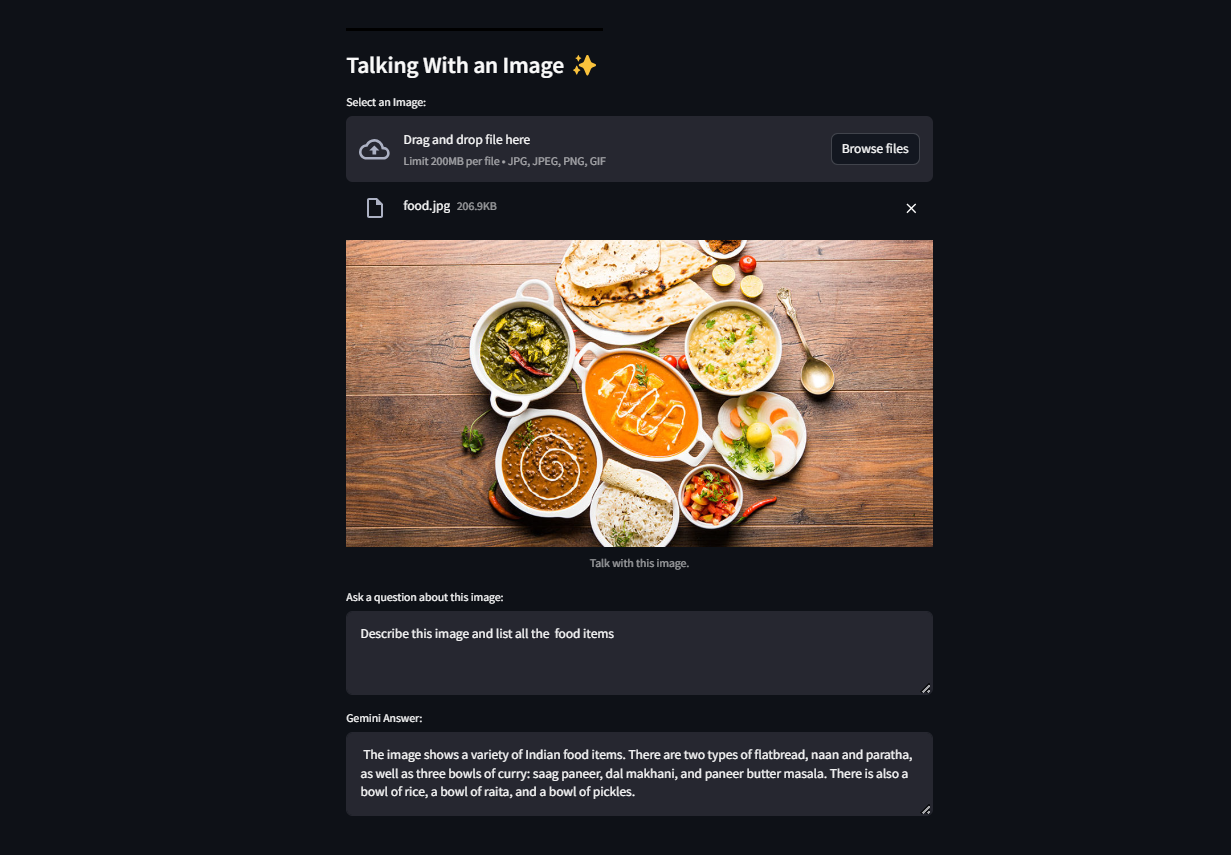 Talking With an Image ✨
Select an Image:
Drag and drop file here
Limit 200MB per file • JPG, JPEG, PNG, GIF
Browse files
food.jpg 206.9KB
Talk with this image.
Ask a question about this image:
Describe this image and list all the  food items
Gemini Answer:
The image shows a variety of Indian food items. There are two types of flatbread, naan and paratha,
as well as three bowls of curry: saag paneer, dal makhani, and paneer butter masala. There is also a
bowl of rice, a bowl of raita, and a bowl of pickles.